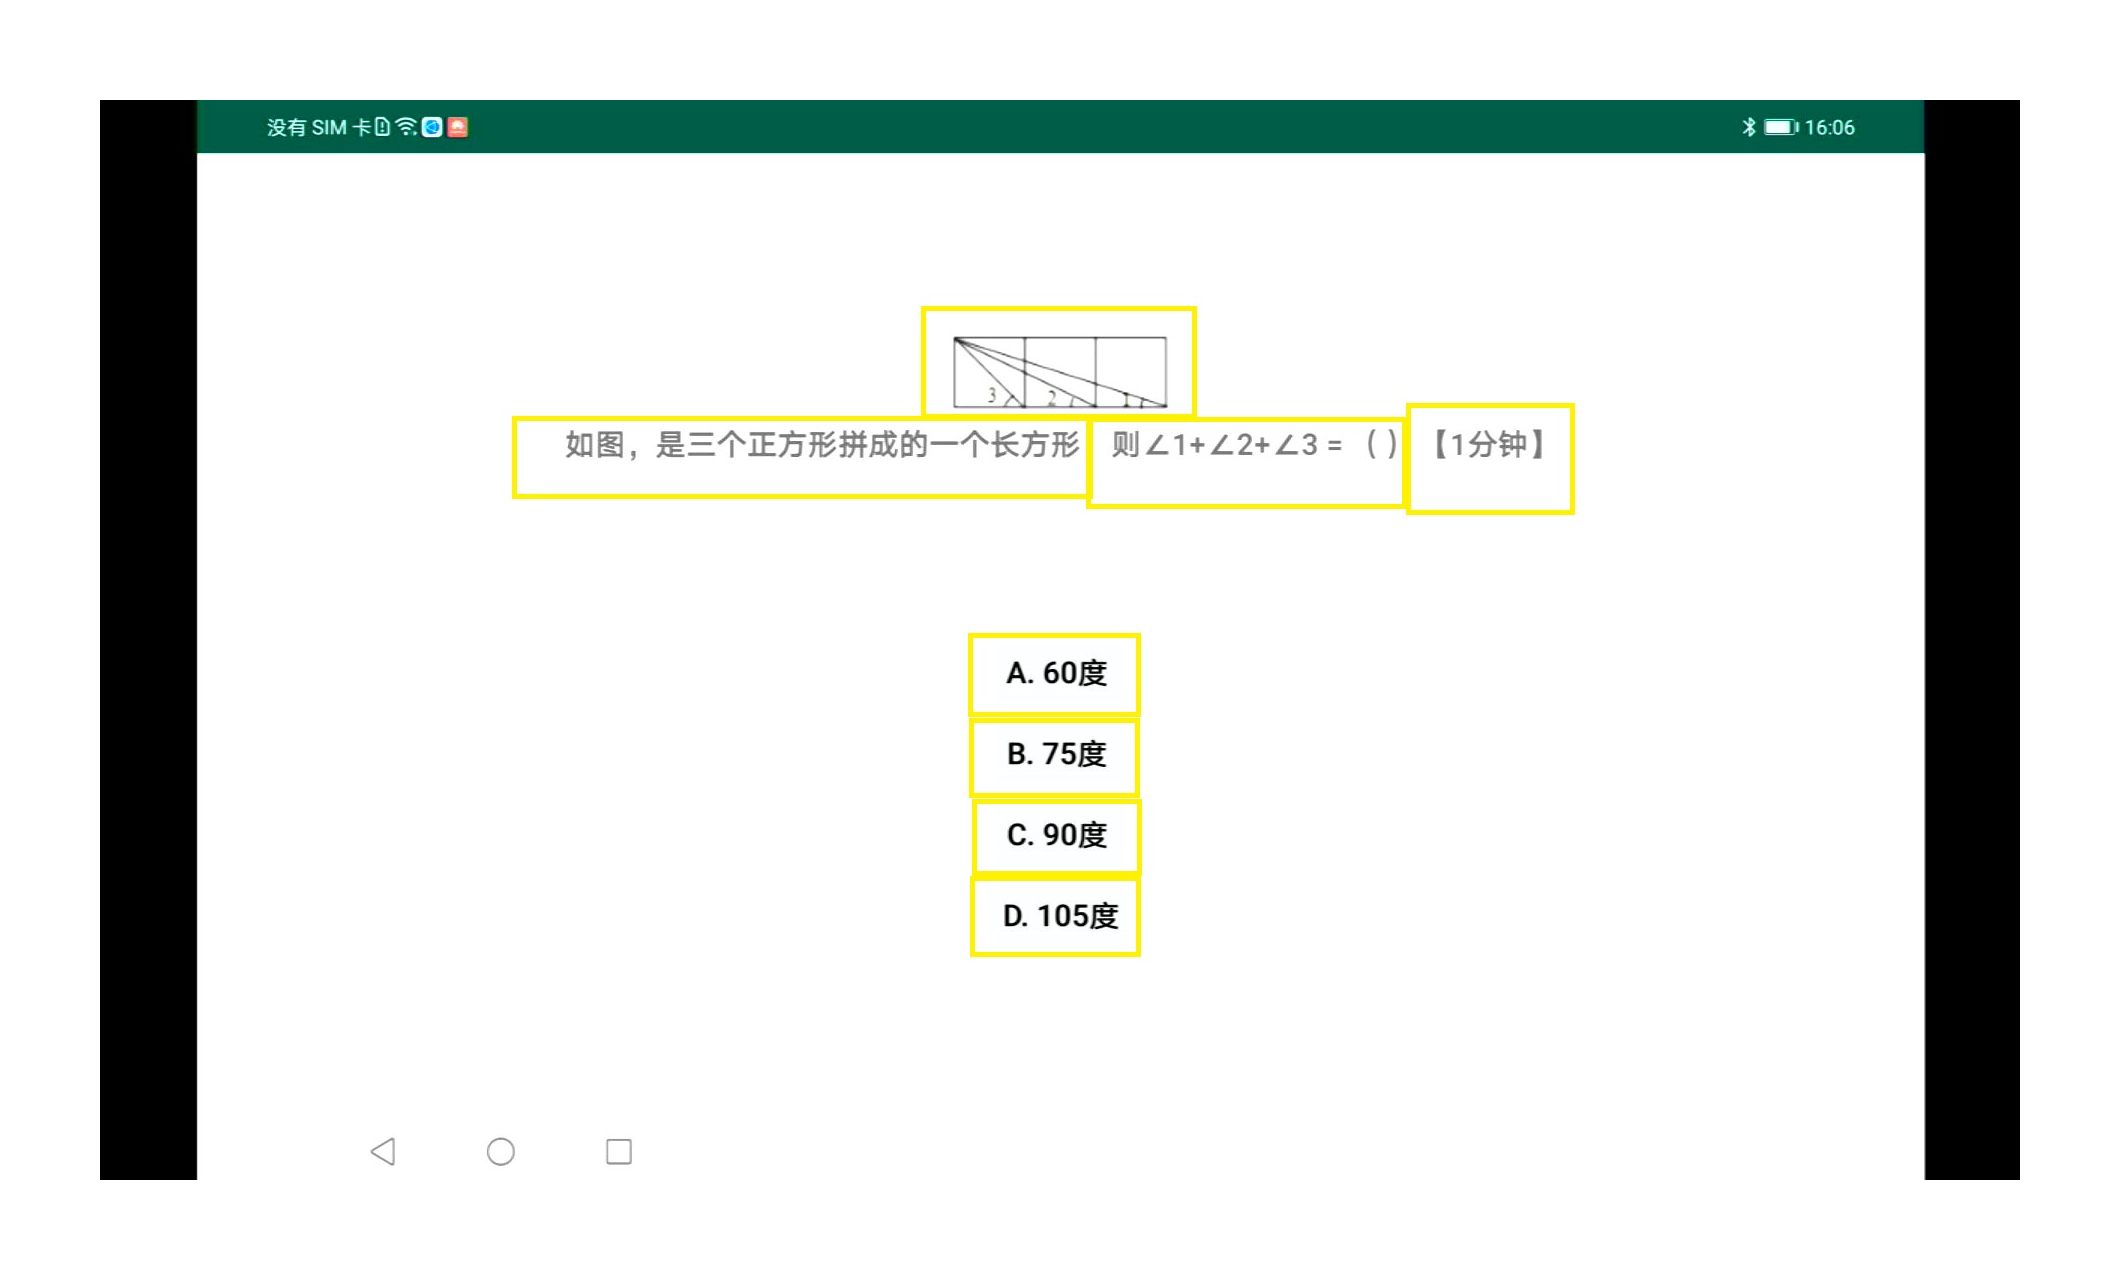 没有 SIM 卡 16:06
3 2 1
如图，是三个正方形拼成的一个长方形 则∠1+∠2+∠3 = （ ） 【1分钟】
A. 60度
B. 75度
C. 90度
D. 105度